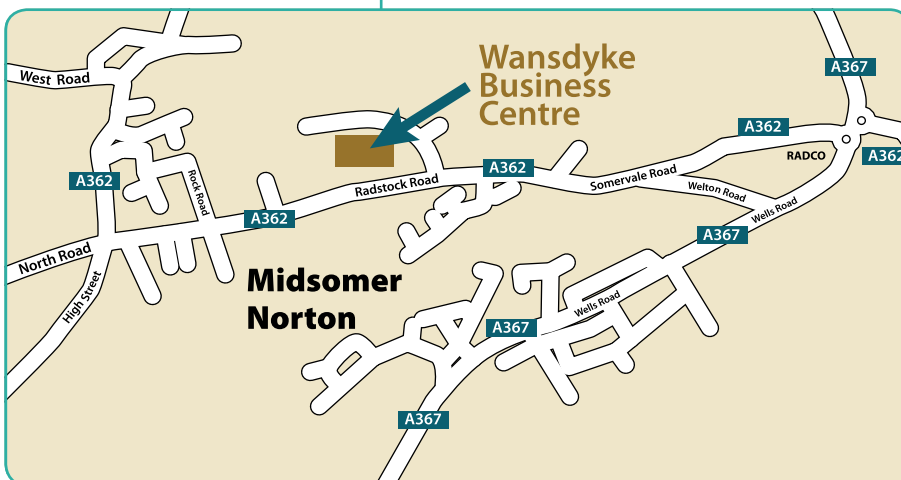 Wansdyke
Business
Centre
A367
West Road
A362
RADCO
A362
A362
A362
Rock Road
Radstock Road
Somervale Road
Welton Road
Wells Road
A362
A367
North Road
High Street
Midsomer
Norton
Wells Road
A367
A367